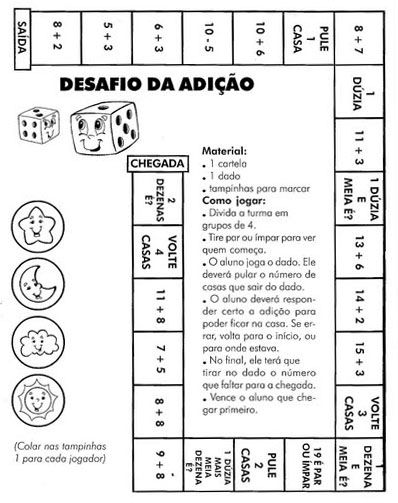 SAÍDA
8 + 2
5 + 3
6 + 3
10 - 5
10 + 6
PULE
1
CASA
8 + 7
1
DÚZIA
11 + 3
1 DÚZIA
E
MEIA É?
13 + 6
14 + 2
15 + 3
VOLTE
3
CASAS
1
DEZENA
E
MEIA É?
19 É PAR
OU ÍMPAR
PULE
2
CASAS
1 DÚZIA
MAIS
MEIA
DEZENA
É?
9 + 8
8 + 8
7 + 5
11 + 8
VOLTE
4
CASAS
2
DEZENAS
É?
CHEGADA
DESAFIO DA ADIÇÃO
Material:
. 1 cartela
. 1 dado
. tampinhas para marcar
Como jogar:
. Divida a turma em
grupos de 4.
. Tire par ou ímpar para ver
quem começa.
. O aluno joga o dado. Ele
deverá pular o número de
casas que sair do dado.
. O aluno deverá respon-
der certo a adição para
poder ficar na casa. Se er-
rar, volta para o início, ou
para onde estava.
. No final, ele terá que
tirar no dado o número
que faltar para a chegada.
. Vence o aluno que che-
gar primeiro.
(Colar nas tampinhas
1 para cada jogador)